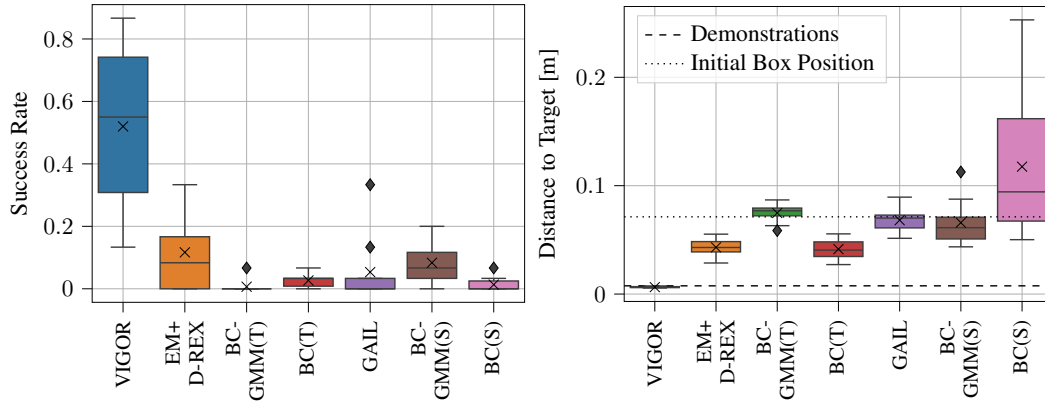 Success Rate
0.8
0.6
0.4
0.2
0
VIGOR
EM+
D-REX
BC-
GMM(T)
BC(T)
GAIL
BC-
GMM(S)
BC(S)
Distance to Target [m]
0.2
0.1
0
Demonstrations
Initial Box Position
VIGOR
EM+
D-REX
BC-
GMM(T)
BC(T)
GAIL
BC-
GMM(S)
BC(S)